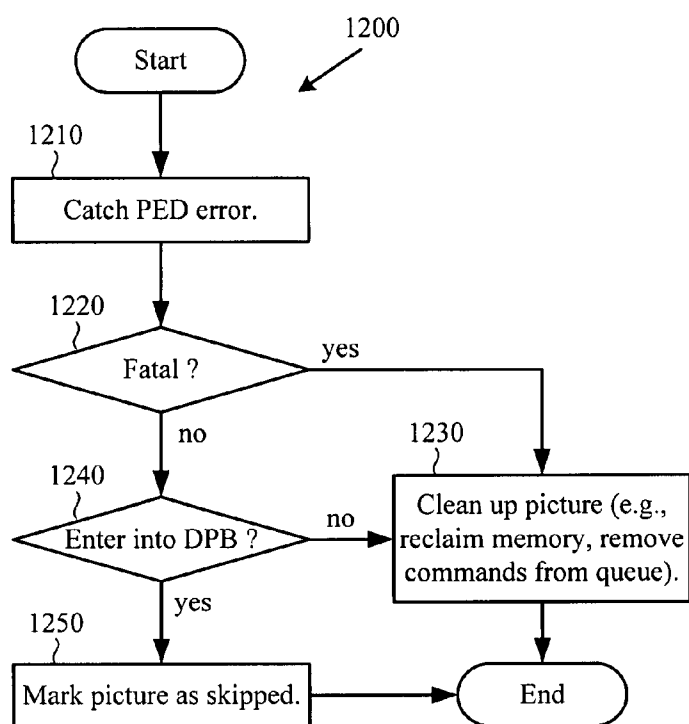 Start
1200
1210
Catch PED error.
1220
Fatal ?
yes
no
1230
Clean up picture (e.g.,
reclaim memory, remove
commands from queue).
1240
Enter into DPB ?
no
yes
1250
Mark picture as skipped.
End